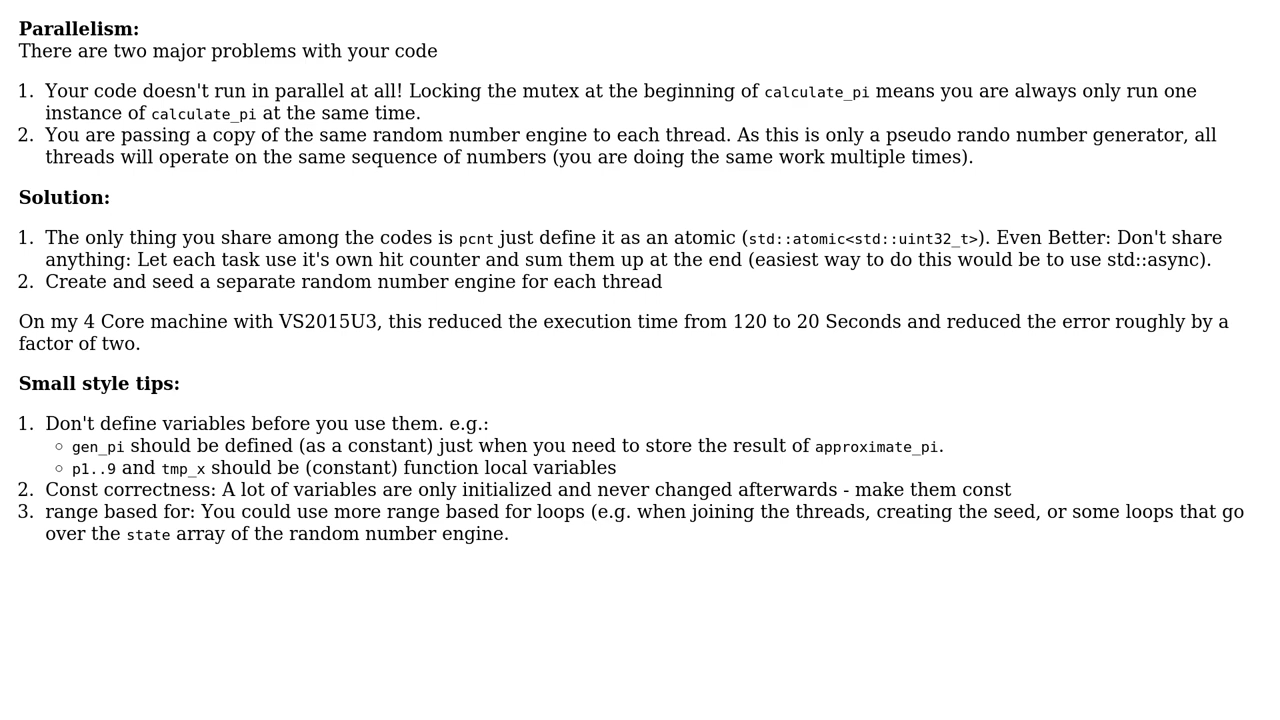 Parallelism:
There are two major problems with your code
1. Your code doesn't run in parallel at all! Locking the mutex at the beginning of calculate_pi means you are always only run one
instance of calculate_pi at the same time.
2. You are passing a copy of the same random number engine to each thread. As this is only a pseudo rando number generator, all
threads will operate on the same sequence of numbers (you are doing the same work multiple times).
Solution:
1. The only thing you share among the codes is pcnt just define it as an atomic (std::atomic<std::uint32_t>). Even Better: Don't share
anything: Let each task use it's own hit counter and sum them up at the end (easiest way to do this would be to use std::async).
2. Create and seed a separate random number engine for each thread
On my 4 Core machine with VS2015U3, this reduced the execution time from 120 to 20 Seconds and reduced the error roughly by a
factor of two.
Small style tips:
1. Don't define variables before you use them. e.g.:
◦ gen_pi should be defined (as a constant) just when you need to store the result of approximate_pi.
◦ p1..9 and tmp_x should be (constant) function local variables
2. Const correctness: A lot of variables are only initialized and never changed afterwards - make them const
3. range based for: You could use more range based for loops (e.g. when joining the threads, creating the seed, or some loops that go
over the state array of the random number engine.